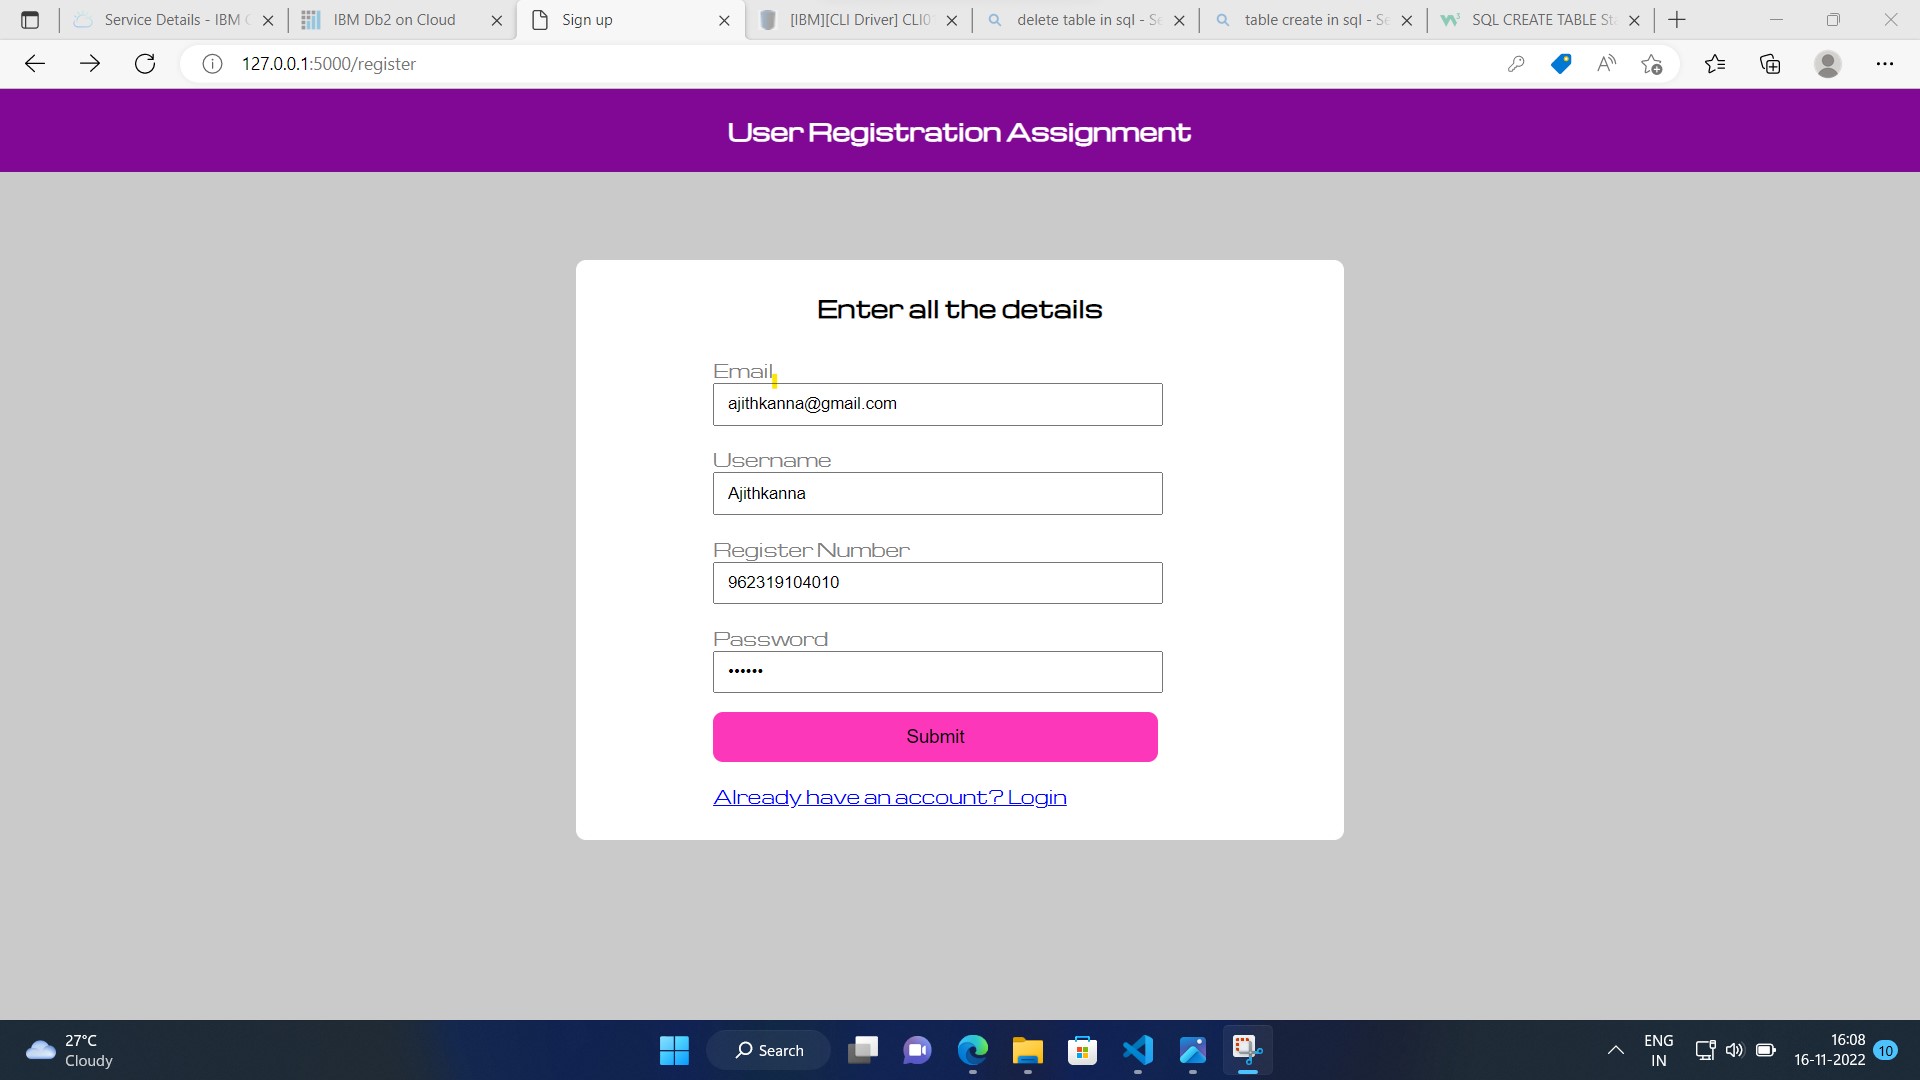 Service Details - IBM C
IBM Db2 on Cloud
Sign up
[IBM][CLI Driver] CLI0
delete table in sql - Se
table create in sql - Se
SQL CREATE TABLE Sta
127.0.0.1:5000/register
User Registration Assignment
Enter all the details
Email
ajithkanna@gmail.com
Username
Ajithkanna
Register Number
962319104010
Password
••••••
Submit
Already have an account? Login
27°C
Cloudy
Search
ENG
IN
16:08
16-11-2022
10